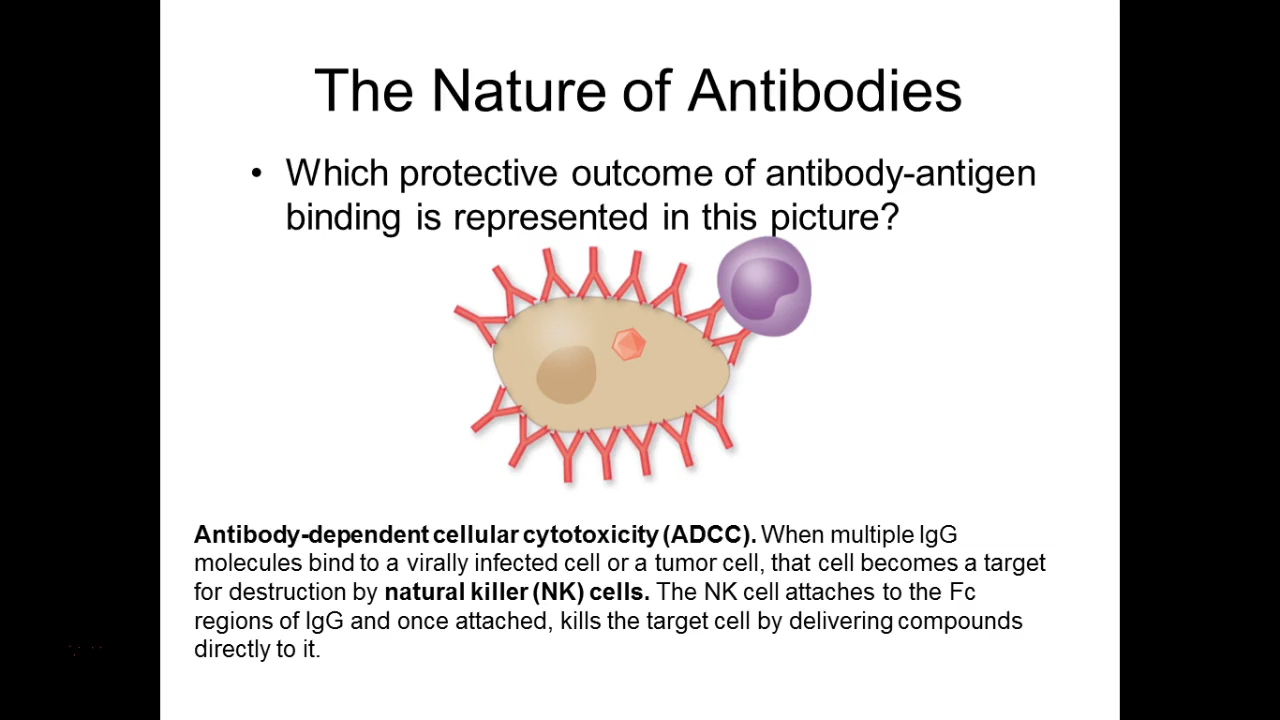 The Nature of Antibodies
• Which protective outcome of antibody-antigen
binding is represented in this picture?
Antibody-dependent cellular cytotoxicity (ADCC). When multiple IgG
molecules bind to a virally infected cell or a tumor cell, that cell becomes a target
for destruction by natural killer (NK) cells. The NK cell attaches to the Fc
regions of IgG and once attached, kills the target cell by delivering compounds
directly to it.